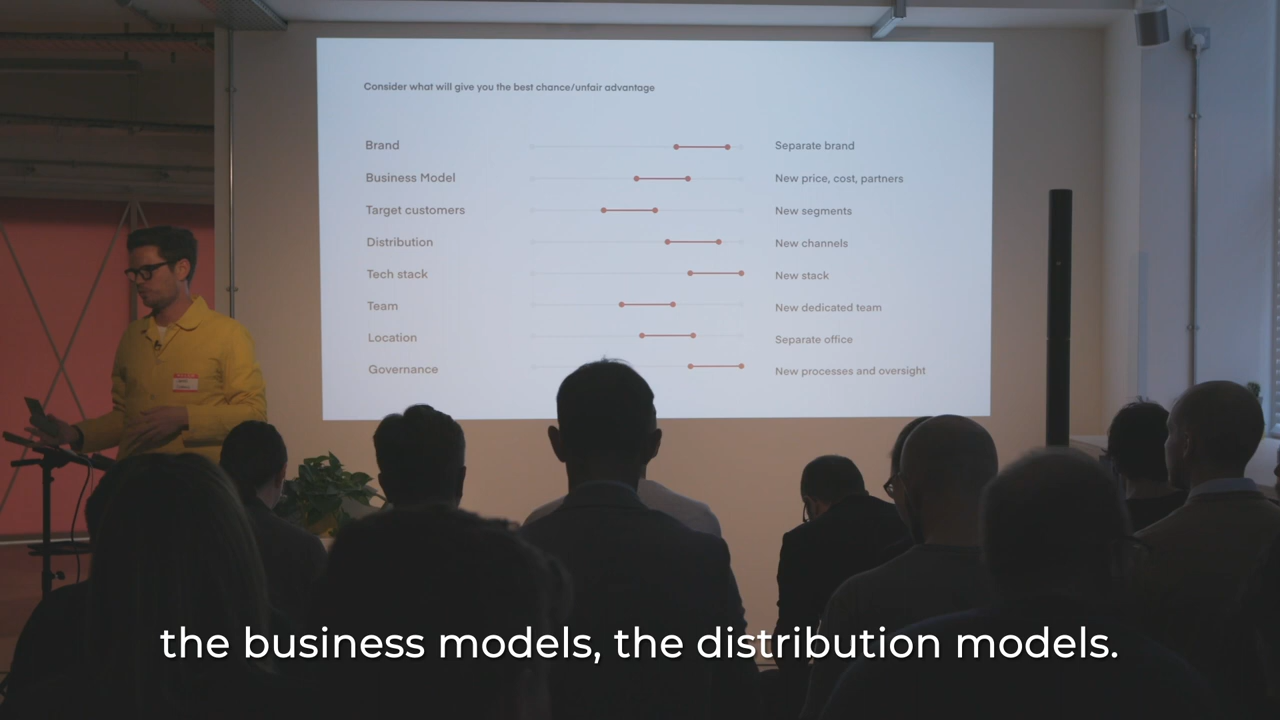 Consider what will give you the best chance/unfair advantage
Brand Separate brand
Business Model New price, cost, partners
Target customers New segments
Distribution New channels
Tech stack New stack
Team New dedicated team
Location Separate office
Governance New processes and oversight
the business models, the distribution models.